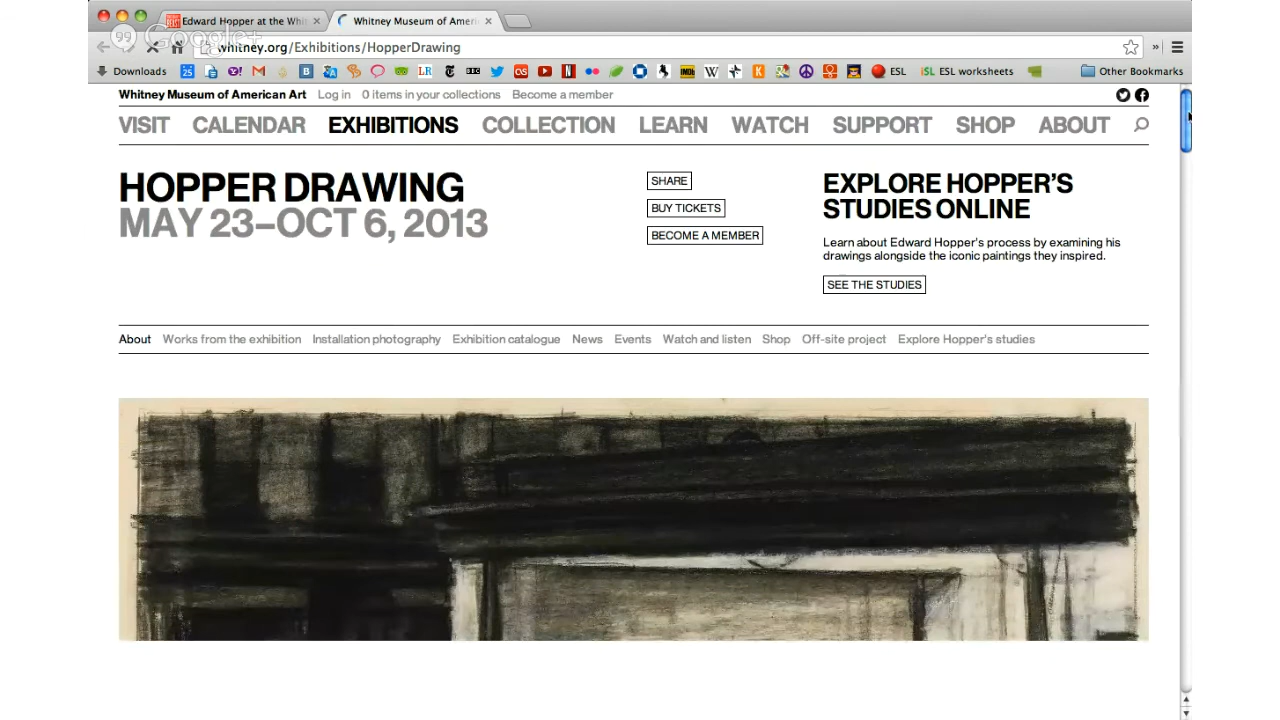 Edward Hopper at the Whi
Whitney Museum of Ameri
Google+
whitney.org/Exhibitions/HopperDrawing
Downloads
ESL
ESL worksheets
Other Bookmarks
Whitney Museum of American Art Log in 0 items in your collections Become a member
VISIT CALENDAR EXHIBITIONS COLLECTION LEARN WATCH SUPPORT SHOP ABOUT
HOPPER DRAWING
MAY 23–OCT 6, 2013
SHARE
BUY TICKETS
BECOME A MEMBER
EXPLORE HOPPER'S
STUDIES ONLINE
Learn about Edward Hopper's process by examining his
drawings alongside the iconic paintings they inspired.
SEE THE STUDIES
About Works from the exhibition Installation photography Exhibition catalogue News Events Watch and listen Shop Off-site project Explore Hopper's studies